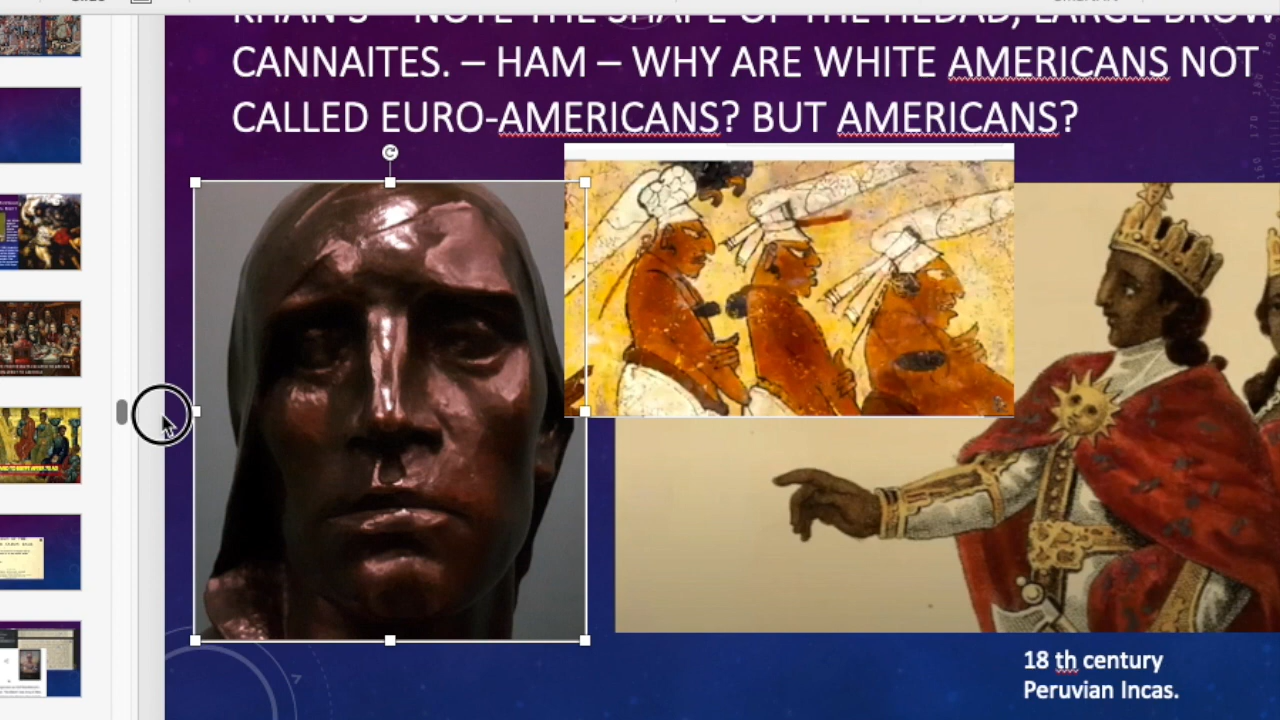 KHAN'S – NOTE THE SHAPE OF THE HEDAD, LARGE BROW
CANNAITES. – HAM – WHY ARE WHITE AMERICANS NOT
CALLED EURO-AMERICANS? BUT AMERICANS?
18 th century
Peruvian Incas.